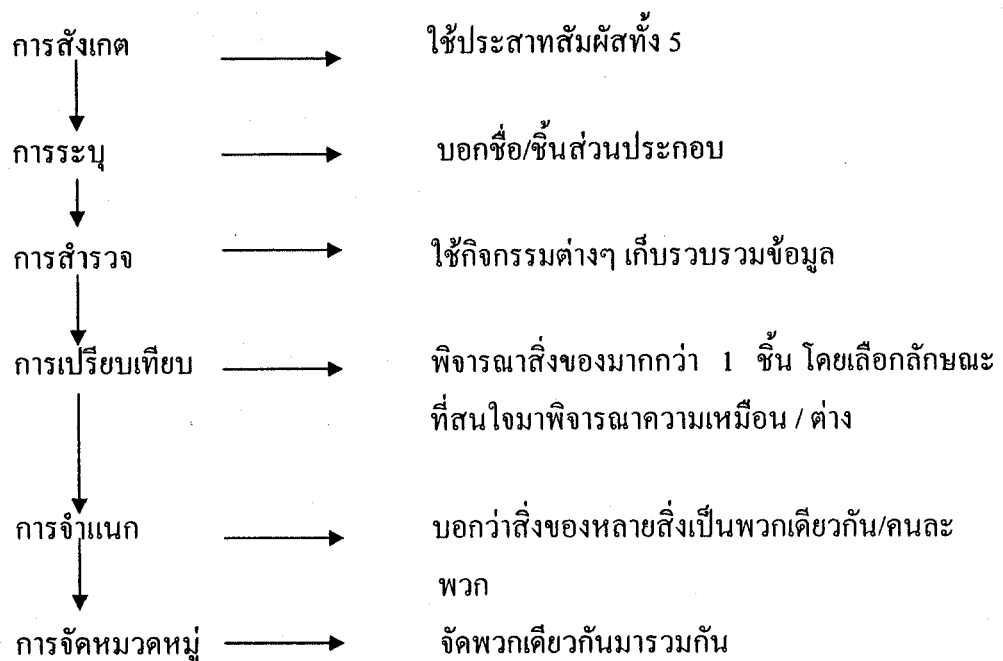 การสังเกต ใช้ประสาทสัมผัสทั้ง 5
การระบุ บอกชื่อ/ชิ้นส่วนประกอบ
การสำรวจ ใช้กิจกรรมต่างๆ เก็บรวบรวมข้อมูล
การเปรียบเทียบ พิจารณาสิ่งของมากกว่า 1 ชิ้น โดยเลือกลักษณะ
ที่สนใจมาพิจารณาความเหมือน / ต่าง
การจำแนก บอกว่าสิ่งของหลายสิ่งเป็นพวกเดียวกัน/คนละ
พวก
การจัดหมวดหมู่ จัดพวกเดียวกันมารวมกัน